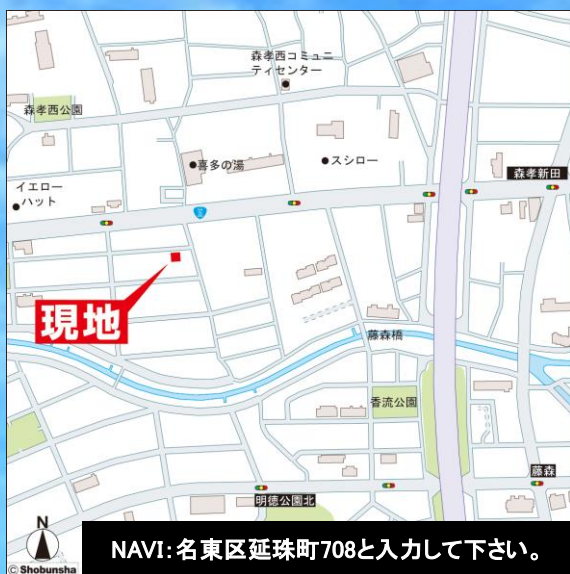 森孝西コミュニ
ティセンター
森孝西公園
喜多の湯
スシロー
森孝新田
イエロー
ハット
現地
藤森橋
香流公園
藤森
明徳公園北
N
© Shobunsha
NAVI：名東区延珠町708と入力して下さい。